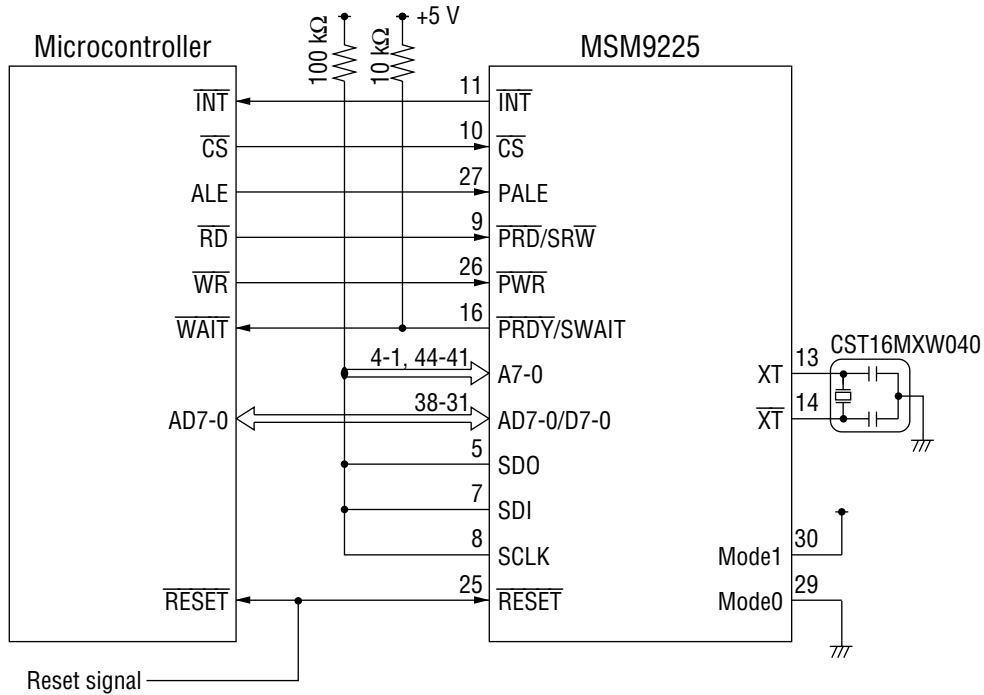 +5 V
100 kΩ
10 kΩ
Microcontroller
MSM9225
INT
11
INT
CS
10
CS
ALE
27
PALE
RD
9
PRD/SRW
WR
26
PWR
WAIT
16
PRDY/SWAIT
4-1, 44-41
A7-0
AD7-0
38-31
AD7-0/D7-0
5
SDO
7
SDI
8
SCLK
RESET
25
RESET
XT
13
CST16MXW040
XT
14
Mode1
30
Mode0
29
Reset signal